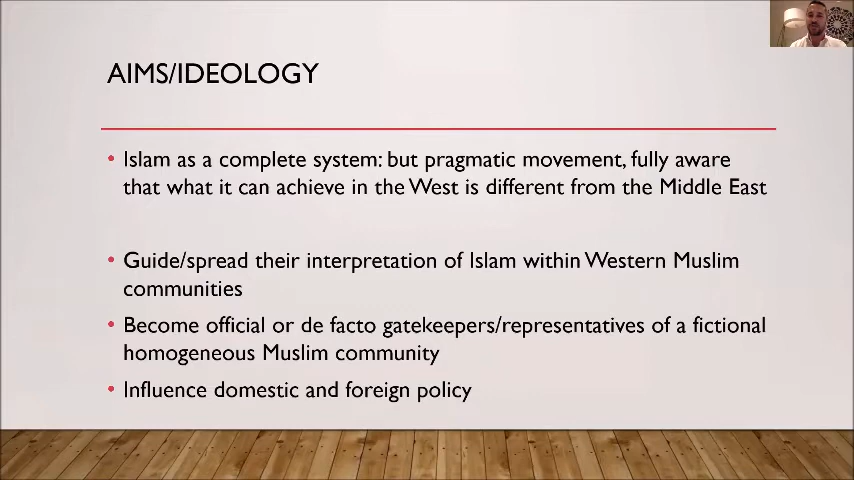 AIMS/IDEOLOGY
• Islam as a complete system: but pragmatic movement, fully aware
that what it can achieve in the West is different from the Middle East
• Guide/spread their interpretation of Islam within Western Muslim
communities
• Become official or de facto gatekeepers/representatives of a fictional
homogeneous Muslim community
• Influence domestic and foreign policy